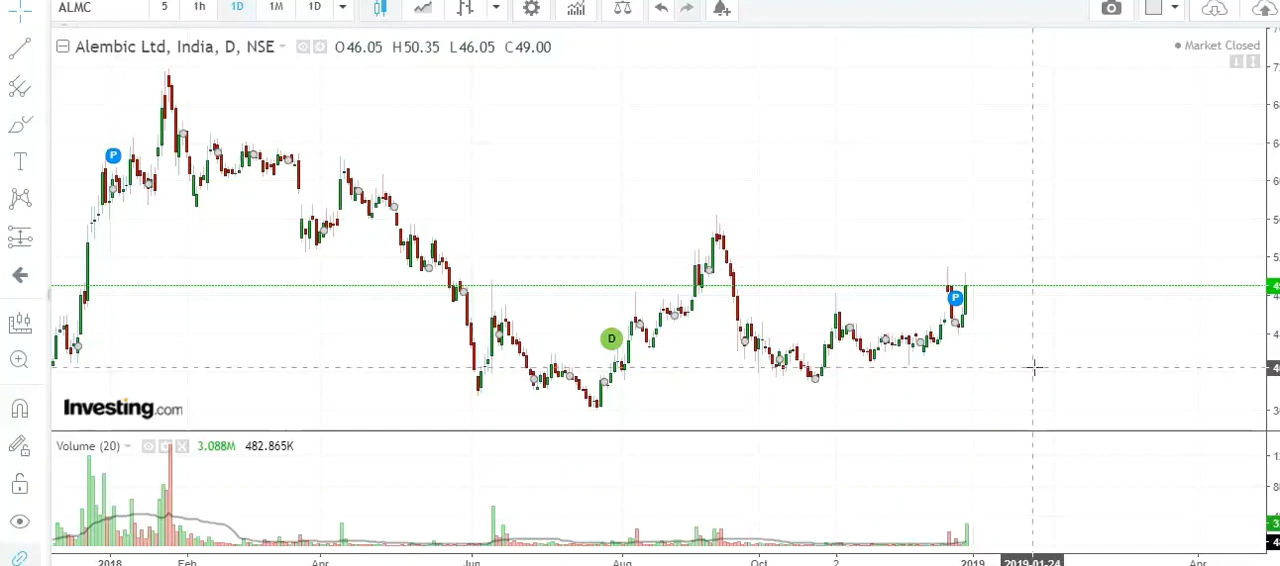 ALMC 5 1h 1D 1M 1D
Alembic Ltd, India, D, NSE O46.05 H50.35 L46.05 C49.00
Market Closed
P
D
P
Investing.com
Volume (20) 3.088M 482.865K
2018 Feb Apr Jun Aug Oct 2 2019 2019-01-24 Apr